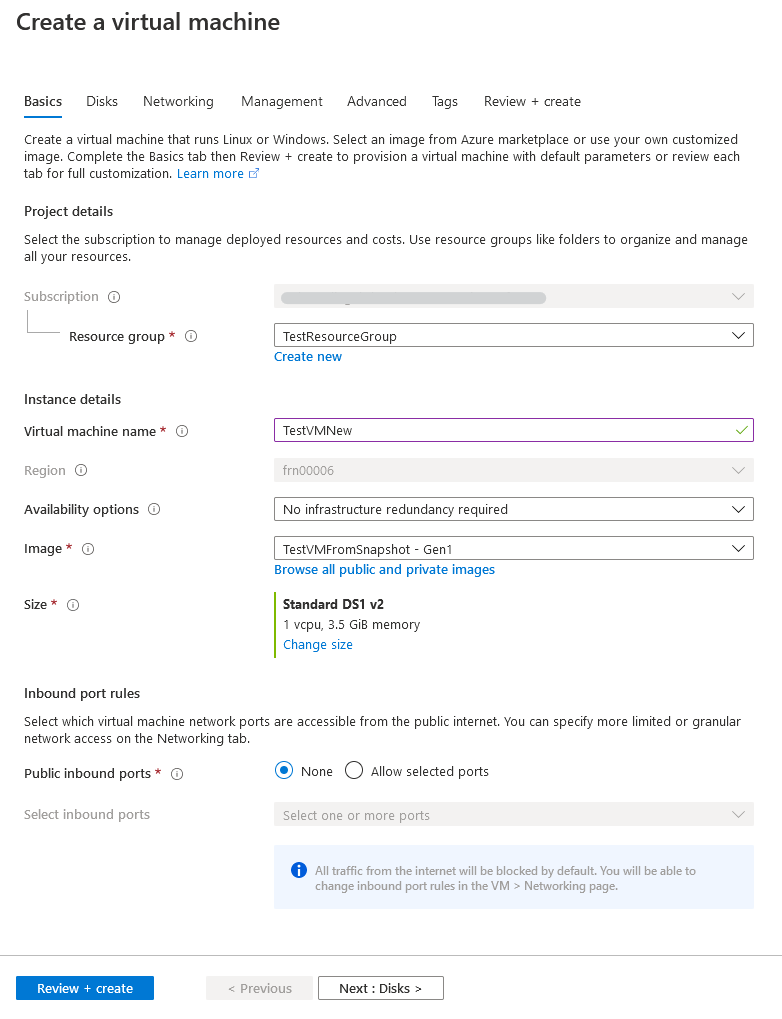 Create a virtual machine
Basics Disks Networking Management Advanced Tags Review + create
Create a virtual machine that runs Linux or Windows. Select an image from Azure marketplace or use your own customized
image. Complete the Basics tab then Review + create to provision a virtual machine with default parameters or review each
tab for full customization. Learn more
Project details
Select the subscription to manage deployed resources and costs. Use resource groups like folders to organize and manage
all your resources.
Subscription
Resource group * TestResourceGroup
Create new
Instance details
Virtual machine name * TestVMNew
Region frn00006
Availability options No infrastructure redundancy required
Image * TestVMFromSnapshot - Gen1
Browse all public and private images
Size * Standard DS1 v2
1 vcpu, 3.5 GiB memory
Change size
Inbound port rules
Select which virtual machine network ports are accessible from the public internet. You can specify more limited or granular
network access on the Networking tab.
Public inbound ports * None Allow selected ports
Select inbound ports Select one or more ports
All traffic from the internet will be blocked by default. You will be able to
change inbound port rules in the VM > Networking page.
Review + create < Previous Next : Disks >